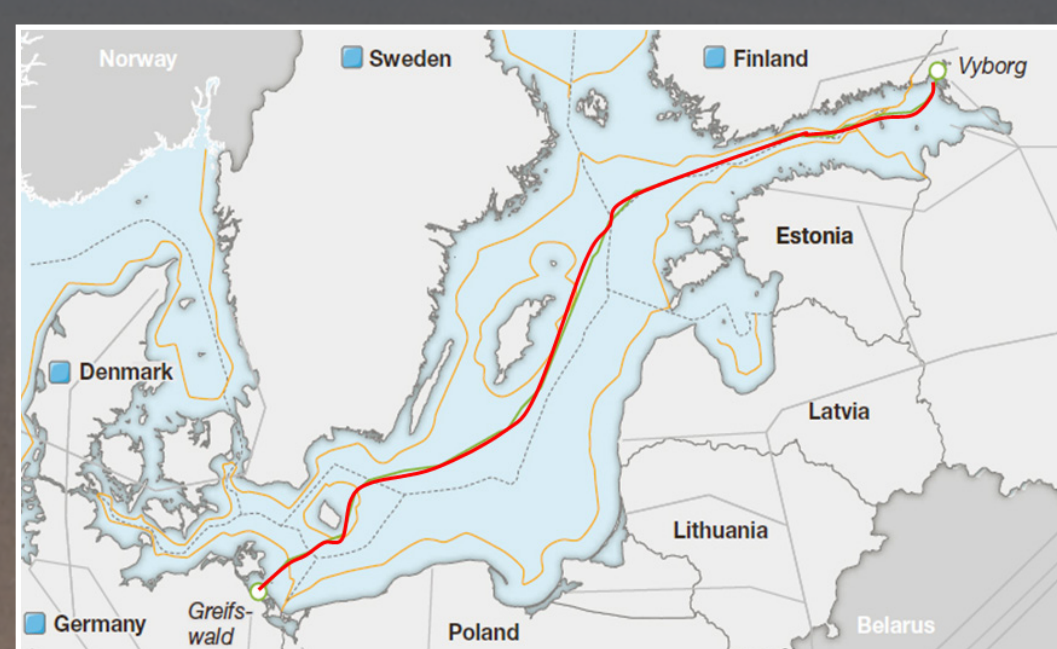 Norway
Sweden
Finland
Vyborg
Estonia
Denmark
Latvia
Lithuania
Greifs-
wald
Germany
Poland
Belarus